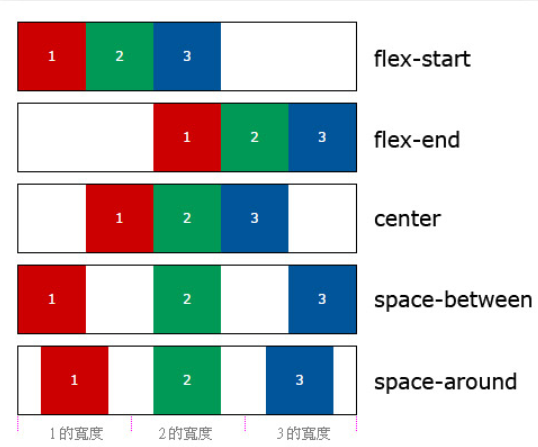 1 2 3 flex-start
1 2 3 flex-end
1 2 3 center
1 2 3 space-between
1 2 3 space-around
1的寬度 2的寬度 3的寬度